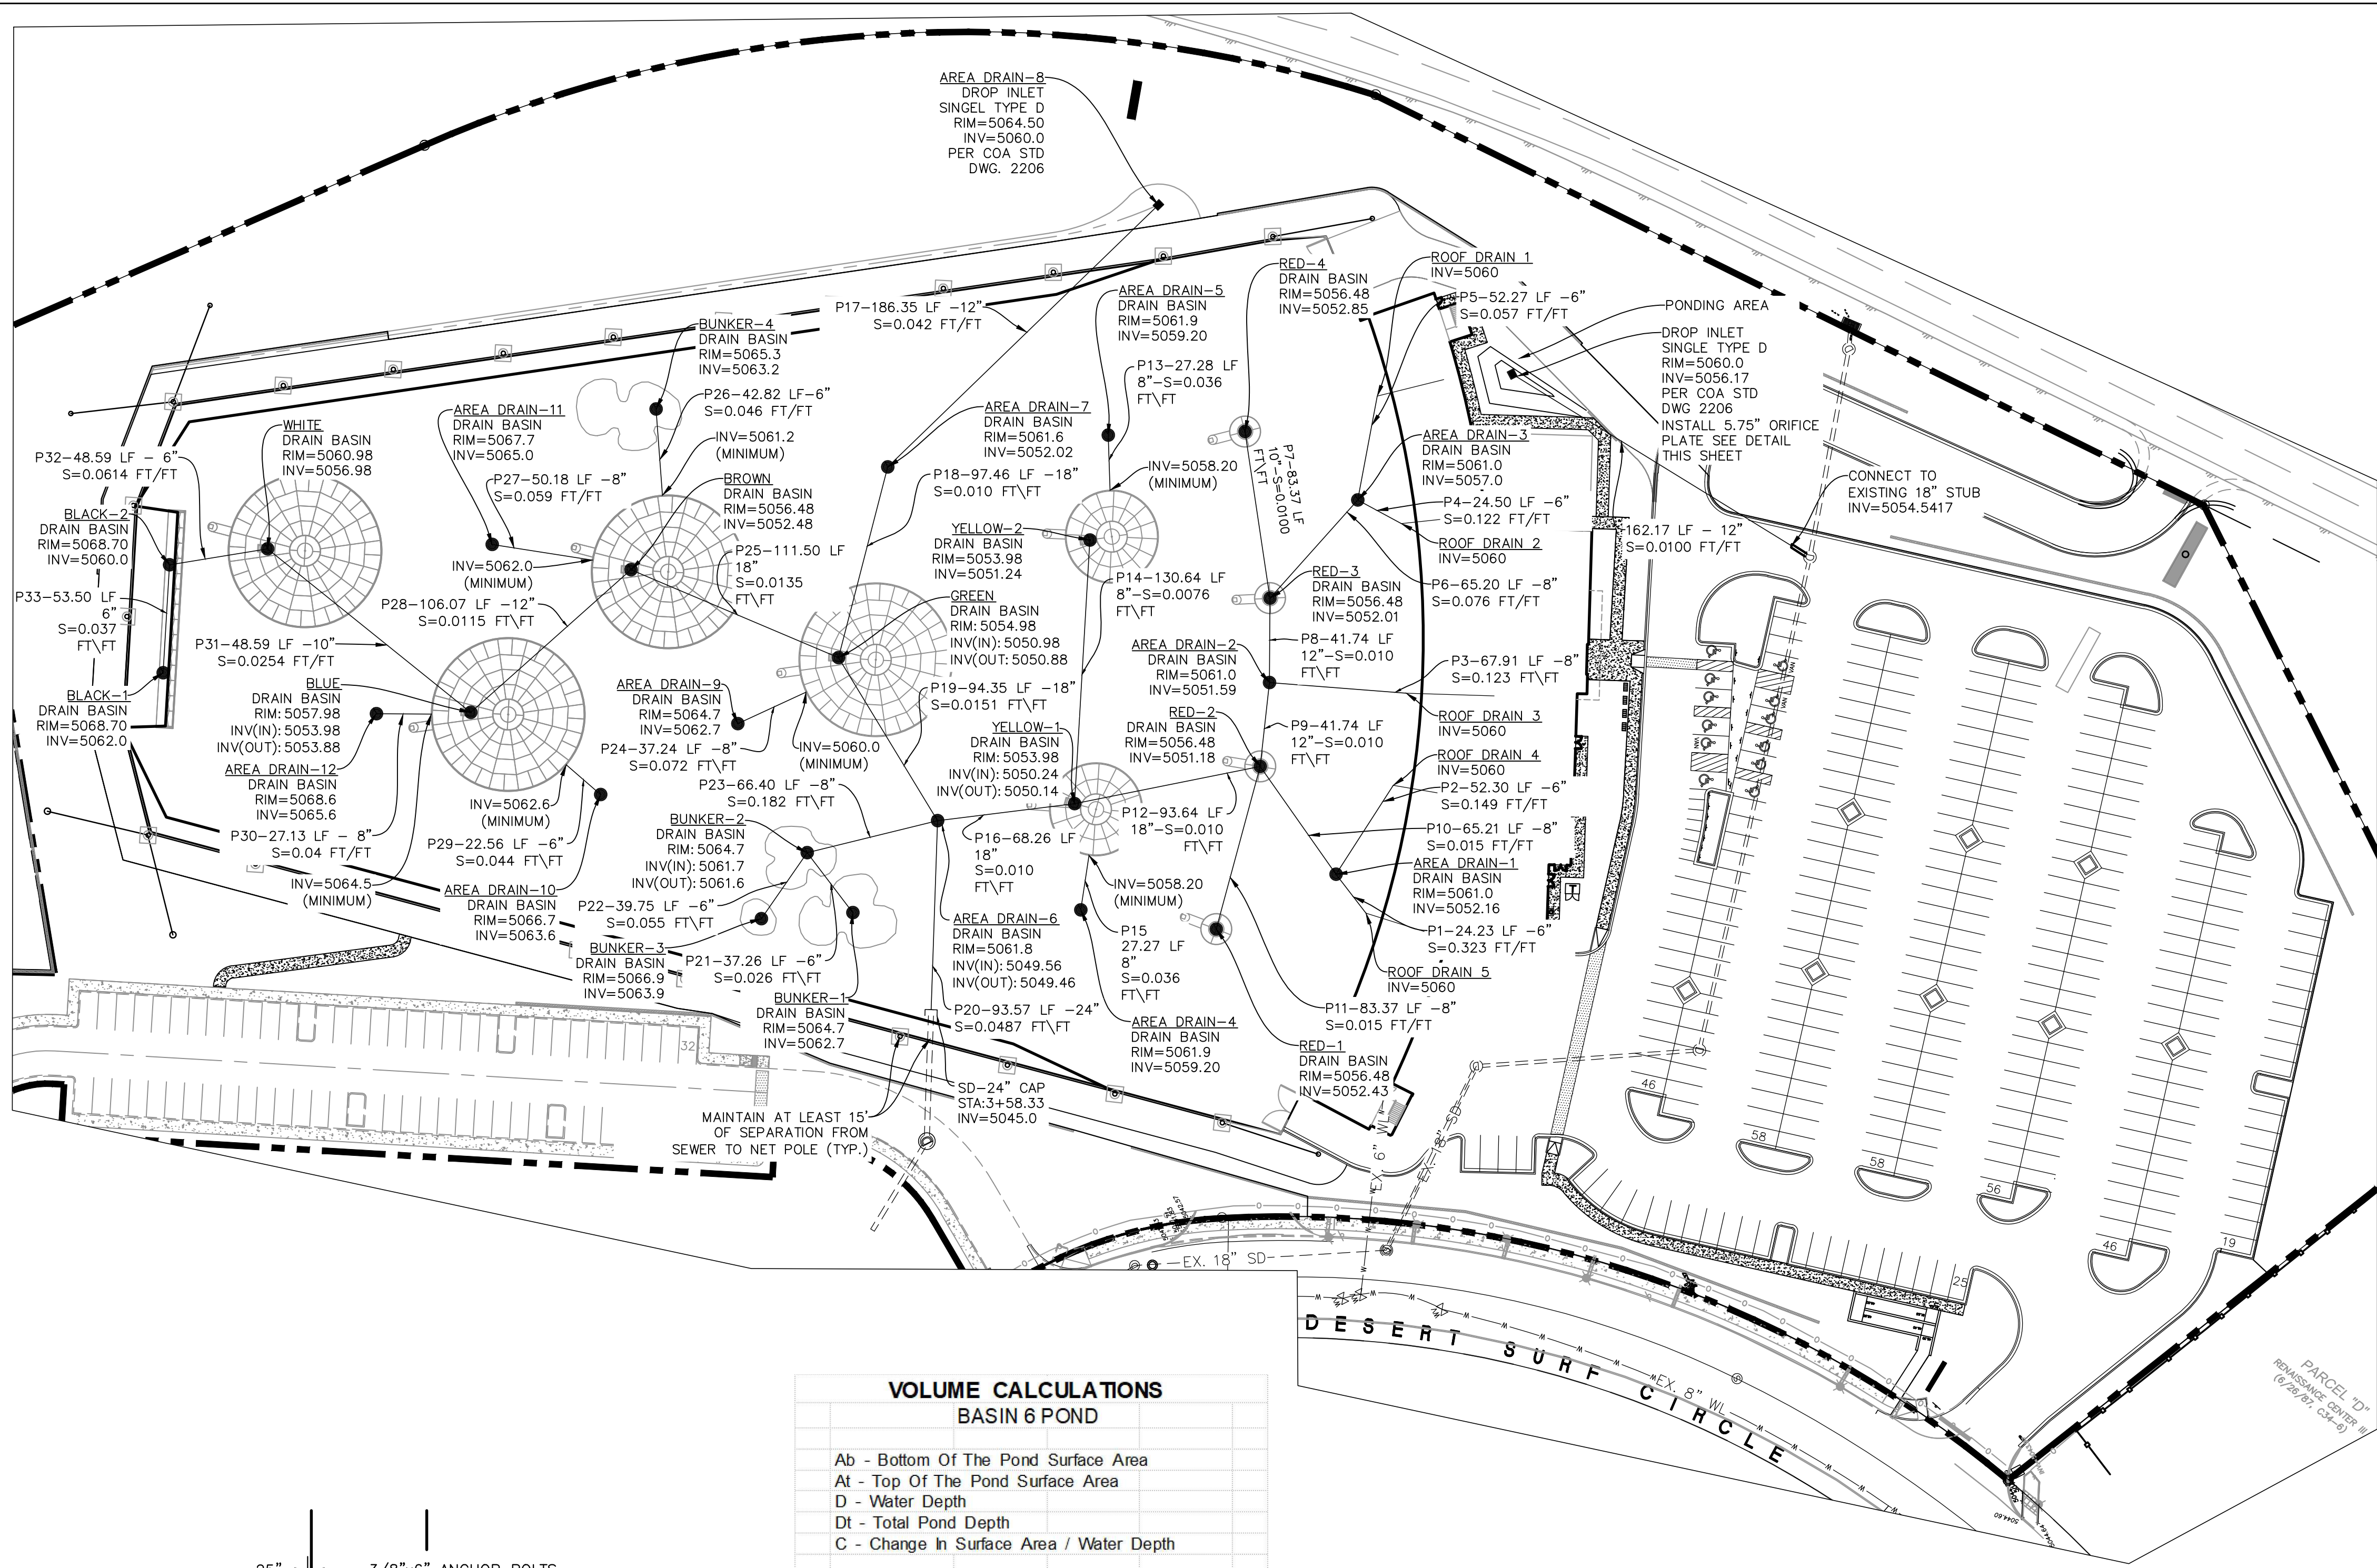 AREA DRAIN-8
DROP INLET
SINGEL TYPE D
RIM=5064.50
INV=5060.0
PER COA STD
DWG. 2206
P17-186.35 LF -12"
S=0.042 FT/FT
AREA DRAIN-5
DRAIN BASIN
RIM=5061.9
INV=5059.20
RED-4
DRAIN BASIN
RIM=5056.48
INV=5052.85
ROOF DRAIN 1
INV=5060
P5-52.27 LF -6"
S=0.057 FT/FT
PONDING AREA
DROP INLET
SINGLE TYPE D
RIM=5060.0
INV=5056.17
PER COA STD
DWG 2206
INSTALL 5.75" ORIFICE
PLATE SEE DETAIL
THIS SHEET
CONNECT TO
EXISTING 18" STUB
INV=5054.5417
162.17 LF - 12"
S=0.0100 FT/FT
BUNKER-4
DRAIN BASIN
RIM=5065.3
INV=5063.2
P26-42.82 LF-6"
S=0.046 FT/FT
INV=5061.2
(MINIMUM)
P13-27.28 LF
8"-S=0.036
FT\FT
AREA DRAIN-7
DRAIN BASIN
RIM=5061.6
INV=5052.02
AREA DRAIN-11
DRAIN BASIN
RIM=5067.7
INV=5065.0
WHITE
DRAIN BASIN
RIM=5060.98
INV=5056.98
P32-48.59 LF - 6"
S=0.0614 FT/FT
P27-50.18 LF -8"
S=0.059 FT/FT
BROWN
DRAIN BASIN
RIM=5056.48
INV=5052.48
P18-97.46 LF -18"
S=0.010 FT\FT
INV=5058.20
(MINIMUM)
P7-83.37 LF
10"-S=0.0100
FT\FT
AREA DRAIN-3
DRAIN BASIN
RIM=5061.0
INV=5057.0
P4-24.50 LF -6"
S=0.122 FT/FT
ROOF DRAIN 2
INV=5060
BLACK-2
DRAIN BASIN
RIM=5068.70
INV=5060.0
INV=5062.0
(MINIMUM)
P25-111.50 LF
18"
S=0.0135
FT\FT
YELLOW-2
DRAIN BASIN
RIM=5053.98
INV=5051.24
P14-130.64 LF
8"-S=0.0076
FT\FT
RED-3
DRAIN BASIN
RIM=5056.48
INV=5052.01
P6-65.20 LF -8"
S=0.076 FT/FT
P33-53.50 LF
6"
S=0.037
FT\FT
P28-106.07 LF -12"
S=0.0115 FT\FT
GREEN
DRAIN BASIN
RIM: 5054.98
INV(IN): 5050.98
INV(OUT: 5050.88
P31-48.59 LF -10"
S=0.0254 FT/FT
AREA DRAIN-2
DRAIN BASIN
RIM=5061.0
INV=5051.59
P8-41.74 LF
12"-S=0.010
FT\FT
P3-67.91 LF -8"
S=0.123 FT\FT
BLACK-1
DRAIN BASIN
RIM=5068.70
INV=5062.0
BLUE
DRAIN BASIN
RIM: 5057.98
INV(IN): 5053.98
INV(OUT): 5053.88
AREA DRAIN-9
DRAIN BASIN
RIM=5064.7
INV=5062.7
P19-94.35 LF -18"
S=0.0151 FT\FT
RED-2
DRAIN BASIN
RIM=5056.48
INV=5051.18
P9-41.74 LF
12"-S=0.010
FT\FT
ROOF DRAIN 3
INV=5060
P24-37.24 LF -8"
S=0.072 FT/FT
INV=5060.0
(MINIMUM)
YELLOW-1
DRAIN BASIN
RIM: 5053.98
INV(IN): 5050.24
INV(OUT): 5050.14
ROOF DRAIN 4
INV=5060
P2-52.30 LF -6"
S=0.149 FT/FT
AREA DRAIN-12
DRAIN BASIN
RIM=5068.6
INV=5065.6
INV=5062.6
(MINIMUM)
P23-66.40 LF -8"
S=0.182 FT\FT
P12-93.64 LF
18"-S=0.010
FT\FT
P10-65.21 LF -8"
S=0.015 FT/FT
P30-27.13 LF - 8"
S=0.04 FT/FT
P29-22.56 LF -6"
S=0.044 FT\FT
BUNKER-2
DRAIN BASIN
RIM: 5064.7
INV(IN): 5061.7
INV(OUT): 5061.6
P16-68.26 LF
18"
S=0.010
FT\FT
AREA DRAIN-1
DRAIN BASIN
RIM=5061.0
INV=5052.16
INV=5064.5
(MINIMUM)
AREA DRAIN-10
DRAIN BASIN
RIM=5066.7
INV=5063.6
P22-39.75 LF -6"
S=0.055 FT\FT
INV=5058.20
(MINIMUM)
P1-24.23 LF -6"
S=0.323 FT/FT
BUNKER-3
DRAIN BASIN
RIM=5066.9
INV=5063.9
P21-37.26 LF -6"
S=0.026 FT\FT
AREA DRAIN-6
DRAIN BASIN
RIM=5061.8
INV(IN): 5049.56
INV(OUT): 5049.46
P15
27.27 LF
8"
S=0.036
FT\FT
ROOF DRAIN 5
INV=5060
BUNKER-1
DRAIN BASIN
RIM=5064.7
INV=5062.7
P20-93.57 LF -24"
S=0.0487 FT\FT
AREA DRAIN-4
DRAIN BASIN
RIM=5061.9
INV=5059.20
P11-83.37 LF -8"
S=0.015 FT/FT
RED-1
DRAIN BASIN
RIM=5056.48
INV=5052.43
SD-24" CAP
STA:3+58.33
INV=5045.0
MAINTAIN AT LEAST 15'
OF SEPARATION FROM
SEWER TO NET POLE (TYP.)
32
46
58
58
56
46
19
25
VAN
VAN
VAN
VAN
T
EX. 6" WL
EX. 18" SD
EX. 18" SD
EX. 8" WL
DESERT SURF CIRCLE
PARCEL "D"
RENAISSANCE CENTER III
(6/26/87, C34-6)
5044.60
5044.64
VOLUME CALCULATIONS
BASIN 6 POND
Ab - Bottom Of The Pond Surface Area
At - Top Of The Pond Surface Area
D - Water Depth
Dt - Total Pond Depth
C - Change In Surface Area / Water Depth